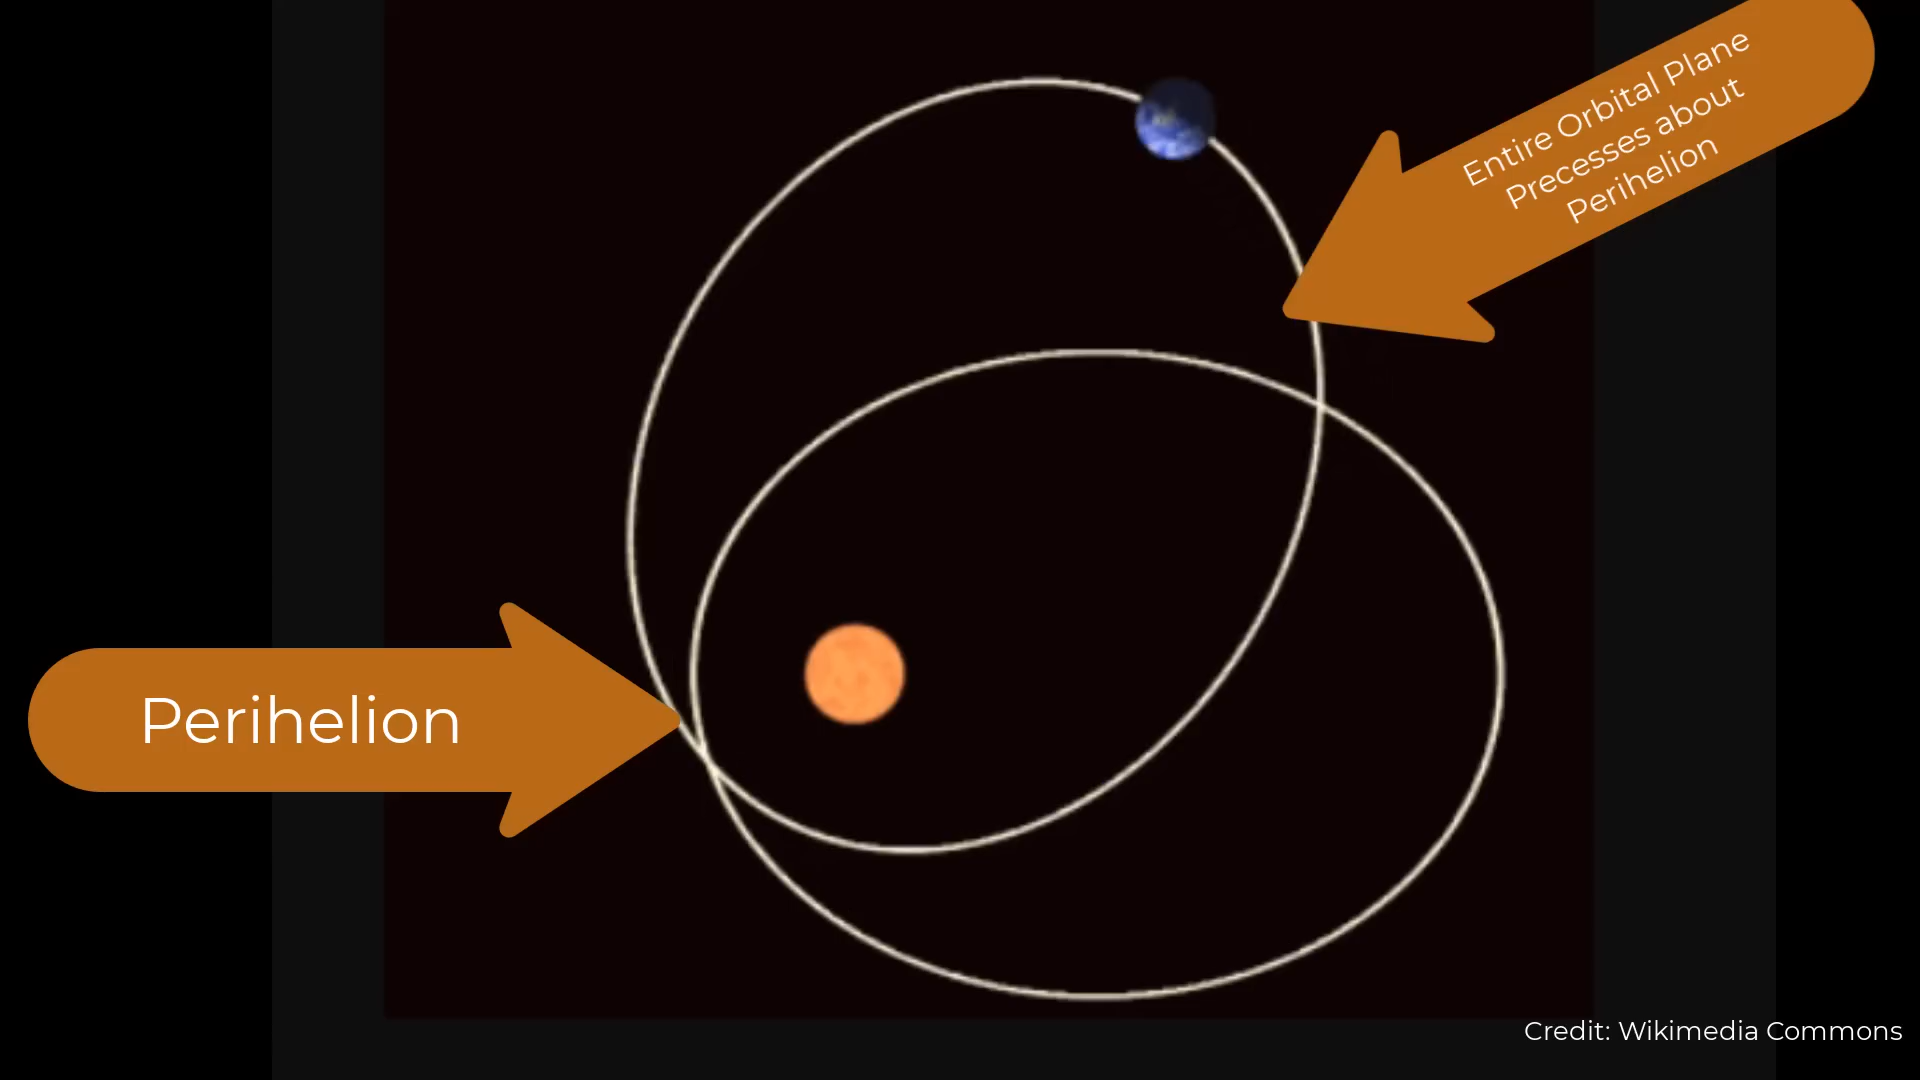 Entire Orbital Plane
Precesses about
Perihelion
Perihelion
Credit: Wikimedia Commons